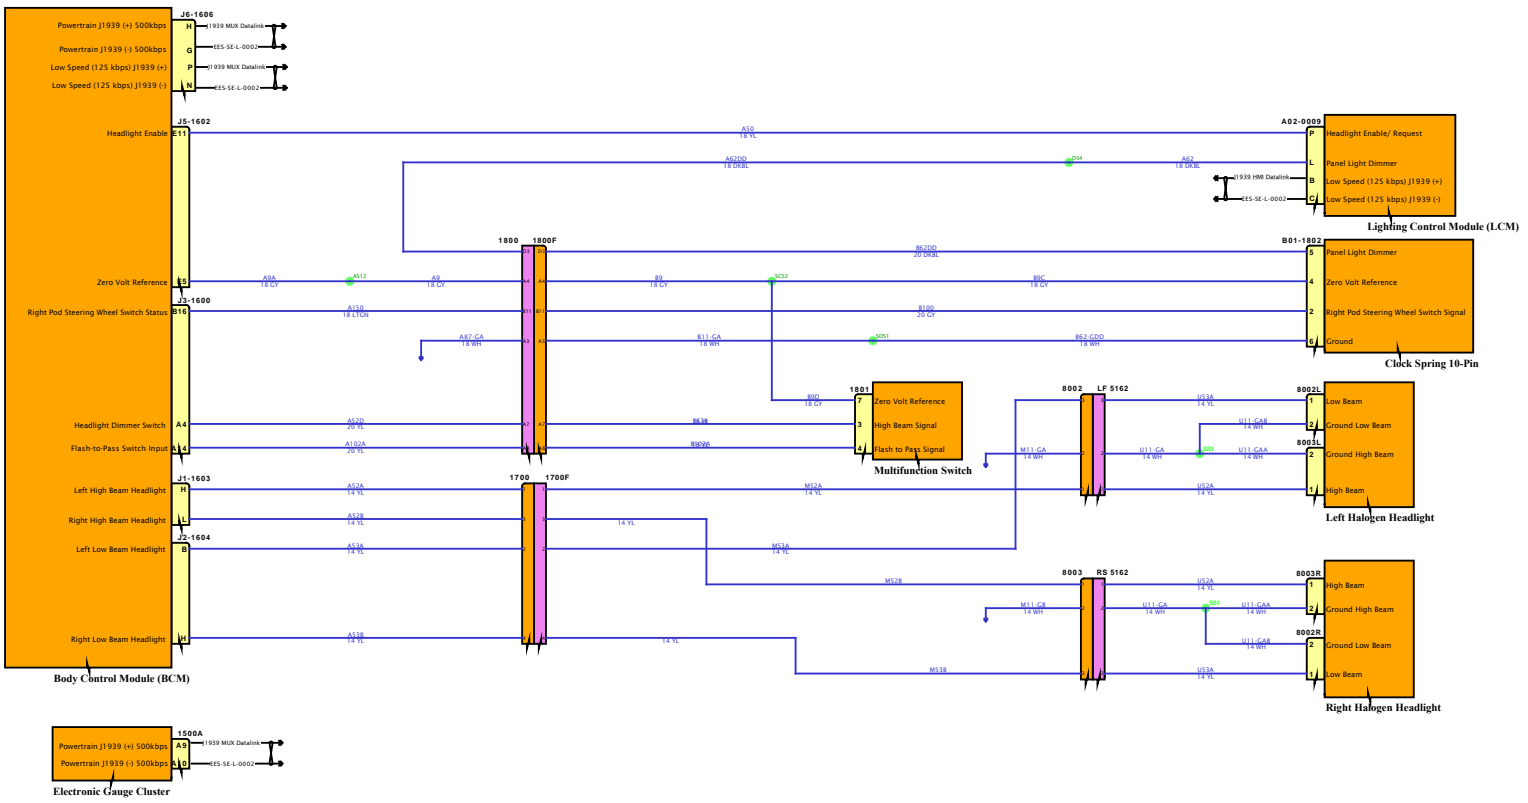 J6-1606
Powertrain J1939 (+) 500kbps H J1939 MUX Datalink
Powertrain J1939 (-) 500kbps G EES-SE-L-0002
Low Speed (125 kbps) J1939 (+) P J1939 MUX Datalink
Low Speed (125 kbps) J1939 (-) N EES-SE-L-0002
J5-1602
Headlight Enable E11
A50
18 YL
A02-0009
P Headlight Enable/ Request
A62DD
18 DKBL
DS4
A62
18 DKBL
L Panel Light Dimmer
J1939 HMI Datalink B Low Speed (125 kbps) J1939 (+)
EES-SE-L-0002 C Low Speed (125 kbps) J1939 (-)
Lighting Control Module (LCM)
1800 1800F
B01-1802
D3 D3
B62DD
20 DKBL
5 Panel Light Dimmer
Zero Volt Reference E5
A9A
18 GY
AS12
A9
18 GY
A4 A4
B9
18 GY
SCS2
B9C
18 GY
4 Zero Volt Reference
J3-1600
Right Pod Steering Wheel Switch Status B16
A150
18 LTGN
B11 B11
B100
20 GY
2 Right Pod Steering Wheel Switch Signal
A87-GA
18 WH
A3 A3
B11-GA
18 WH
SDS1
B62-GDD
18 WH
6 Ground
Clock Spring 10-Pin
1801
B9D
18 GY
7 Zero Volt Reference
Headlight Dimmer Switch A4
A52D
20 YL
A7 A7
3 High Beam Signal
Flash-to-Pass Switch Input
A102A
20 YL
4 Flash to Pass Signal
Multifunction Switch
8002 LF 5162
8002L
U53A
14 YL
1 Low Beam
U11-GAB
14 WH
2 Ground Low Beam
8003L
M11-GA
14 WH
2 2
U11-GA
14 WH
U11-GAA
14 WH
2 Ground High Beam
U52A
14 YL
1 High Beam
Left Halogen Headlight
J1-1603
1700 1700F
Left High Beam Headlight H
A52A
14 YL
M52A
14 YL
Right High Beam Headlight L
A52B
14 YL
14 YL
J2-1604
Left Low Beam Headlight B
A53A
14 YL
M53A
14 YL
8003 RS 5162
8003R
M52B
U52A
14 YL
1 High Beam
M11-GB
14 WH
2 2
U11-GA
14 WH
U11-GAA
14 WH
2 Ground High Beam
8002R
Right Low Beam Headlight H
A53B
14 YL
14 YL
U11-GAB
14 WH
2 Ground Low Beam
M53B
U53A
14 YL
1 Low Beam
Right Halogen Headlight
Body Control Module (BCM)
1500A
Powertrain J1939 (+) 500kbps A9 J1939 MUX Datalink
Powertrain J1939 (-) 500kbps EES-SE-L-0002
Electronic Gauge Cluster